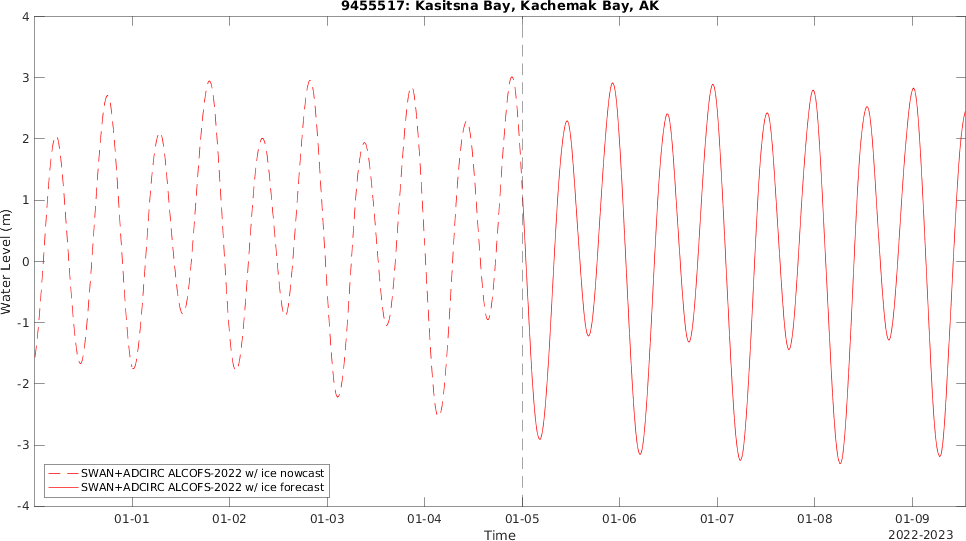 9455517: Kasitsna Bay, Kachemak Bay, AK
4
3
2
1
0
-1
-2
-3
-4
Water Level (m)
SWAN+ADCIRC ALCOFS-2022 w/ ice nowcast
SWAN+ADCIRC ALCOFS-2022 w/ ice forecast
01-01 01-02 01-03 01-04 01-05 01-06 01-07 01-08 01-09
Time
2022-2023